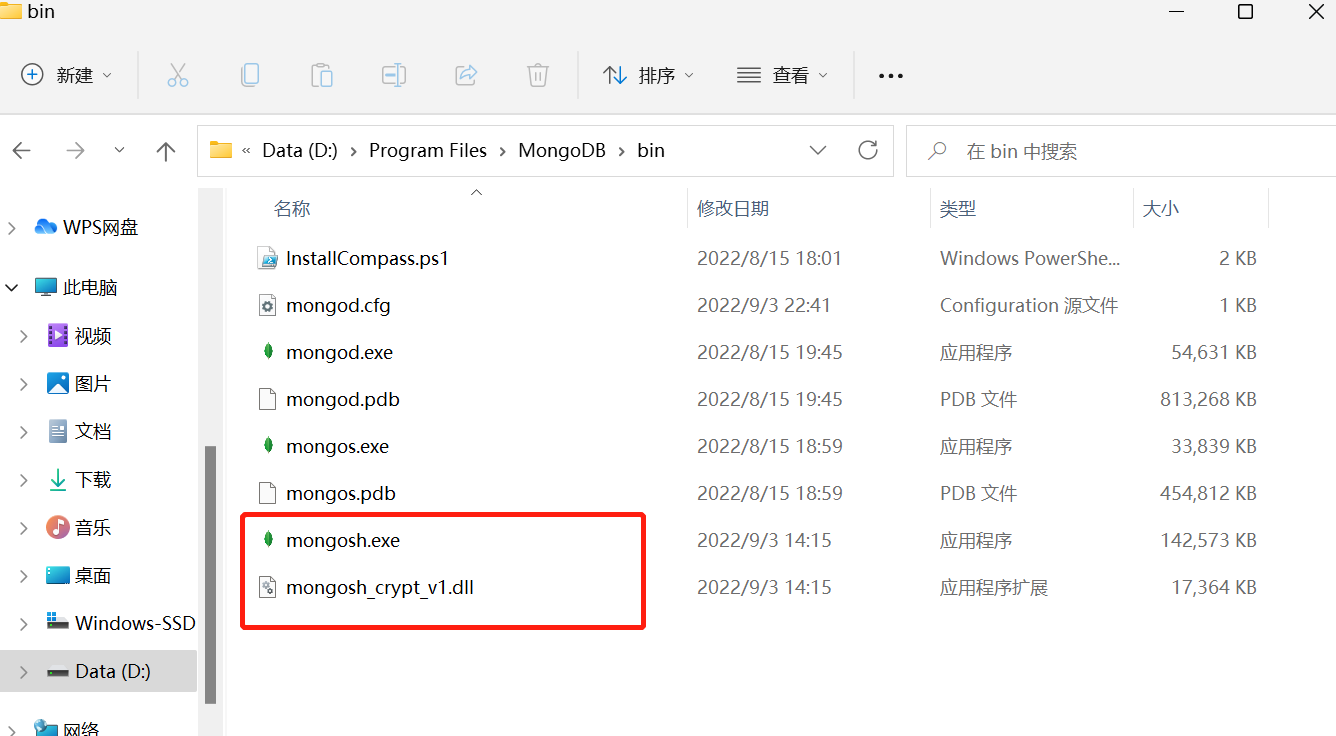 bin
新建
排序
查看
« Data (D:) Program Files MongoDB bin
在 bin 中搜索
WPS网盘
此电脑
视频
图片
文档
下载
音乐
桌面
Windows-SSD
Data (D:)
网络
名称 修改日期 类型 大小
InstallCompass.ps1 2022/8/15 18:01 Windows PowerShe... 2 KB
mongod.cfg 2022/9/3 22:41 Configuration 源文件 1 KB
mongod.exe 2022/8/15 19:45 应用程序 54,631 KB
mongod.pdb 2022/8/15 19:45 PDB 文件 813,268 KB
mongos.exe 2022/8/15 18:59 应用程序 33,839 KB
mongos.pdb 2022/8/15 18:59 PDB 文件 454,812 KB
mongosh.exe 2022/9/3 14:15 应用程序 142,573 KB
mongosh_crypt_v1.dll 2022/9/3 14:15 应用程序扩展 17,364 KB